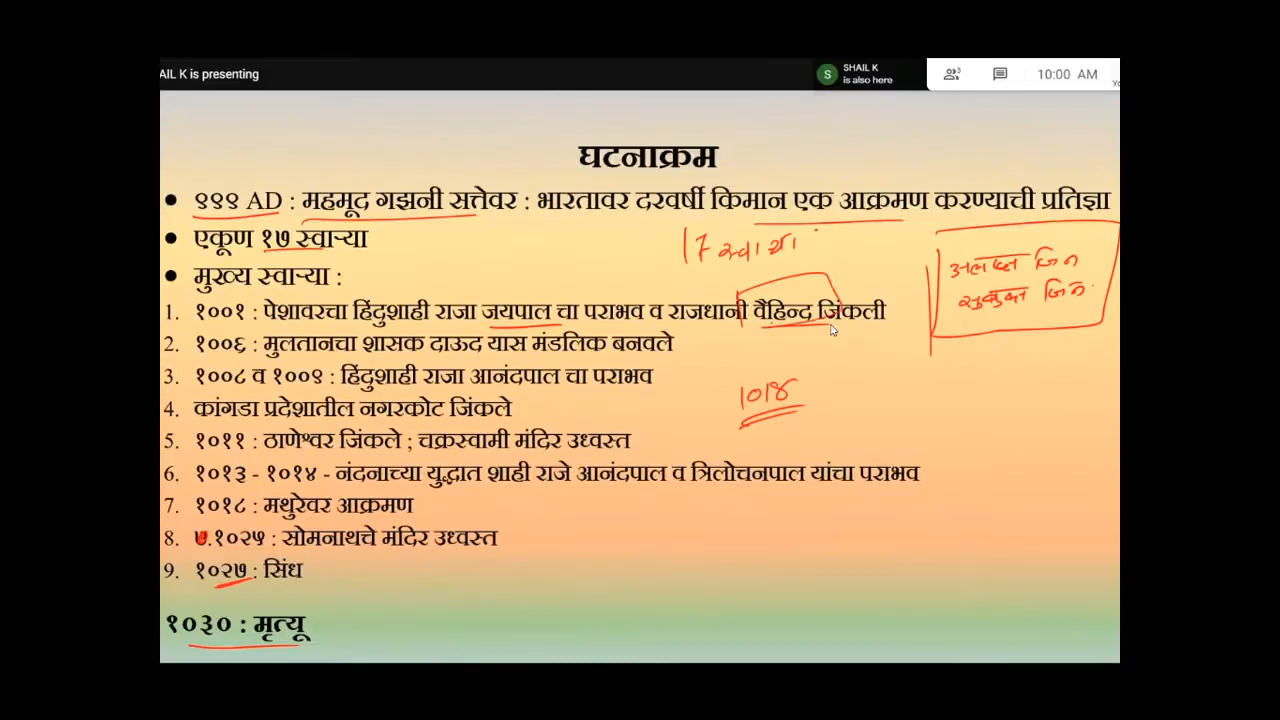 AIL K is presenting
SHAIL K
is also here
3
10:00 AM
घटनाक्रम
• ९९९ AD : महमूद गझनी सत्तेवर : भारतावर दरवर्षी किमान एक आक्रमण करण्याची प्रतिज्ञा
• एकूण १७ स्वाऱ्या
17 स्वाऱ्या
• मुख्य स्वाऱ्या :
1. १००१ : पेशावरचा हिंदुशाही राजा जयपाल चा पराभव व राजधानी वैहिन्द जिंकली
2. १००६ : मुलतानचा शासक दाऊद यास मंडलिक बनवले
3. १००८ व १००९ : हिंदुशाही राजा आनंदपाल चा पराभव
4. कांगडा प्रदेशातील नगरकोट जिंकले
5. १०११ : ठाणेश्वर जिंकले ; चक्रस्वामी मंदिर उध्वस्त
6. १०१३ - १०१४ - नंदनाच्या युद्धात शाही राजे आनंदपाल व त्रिलोचनपाल यांचा पराभव
7. १०१८ : मथुरेवर आक्रमण
8. ७.१०२५ : सोमनाथचे मंदिर उध्वस्त
9. १०२७ : सिंध
१०३० : मृत्यू